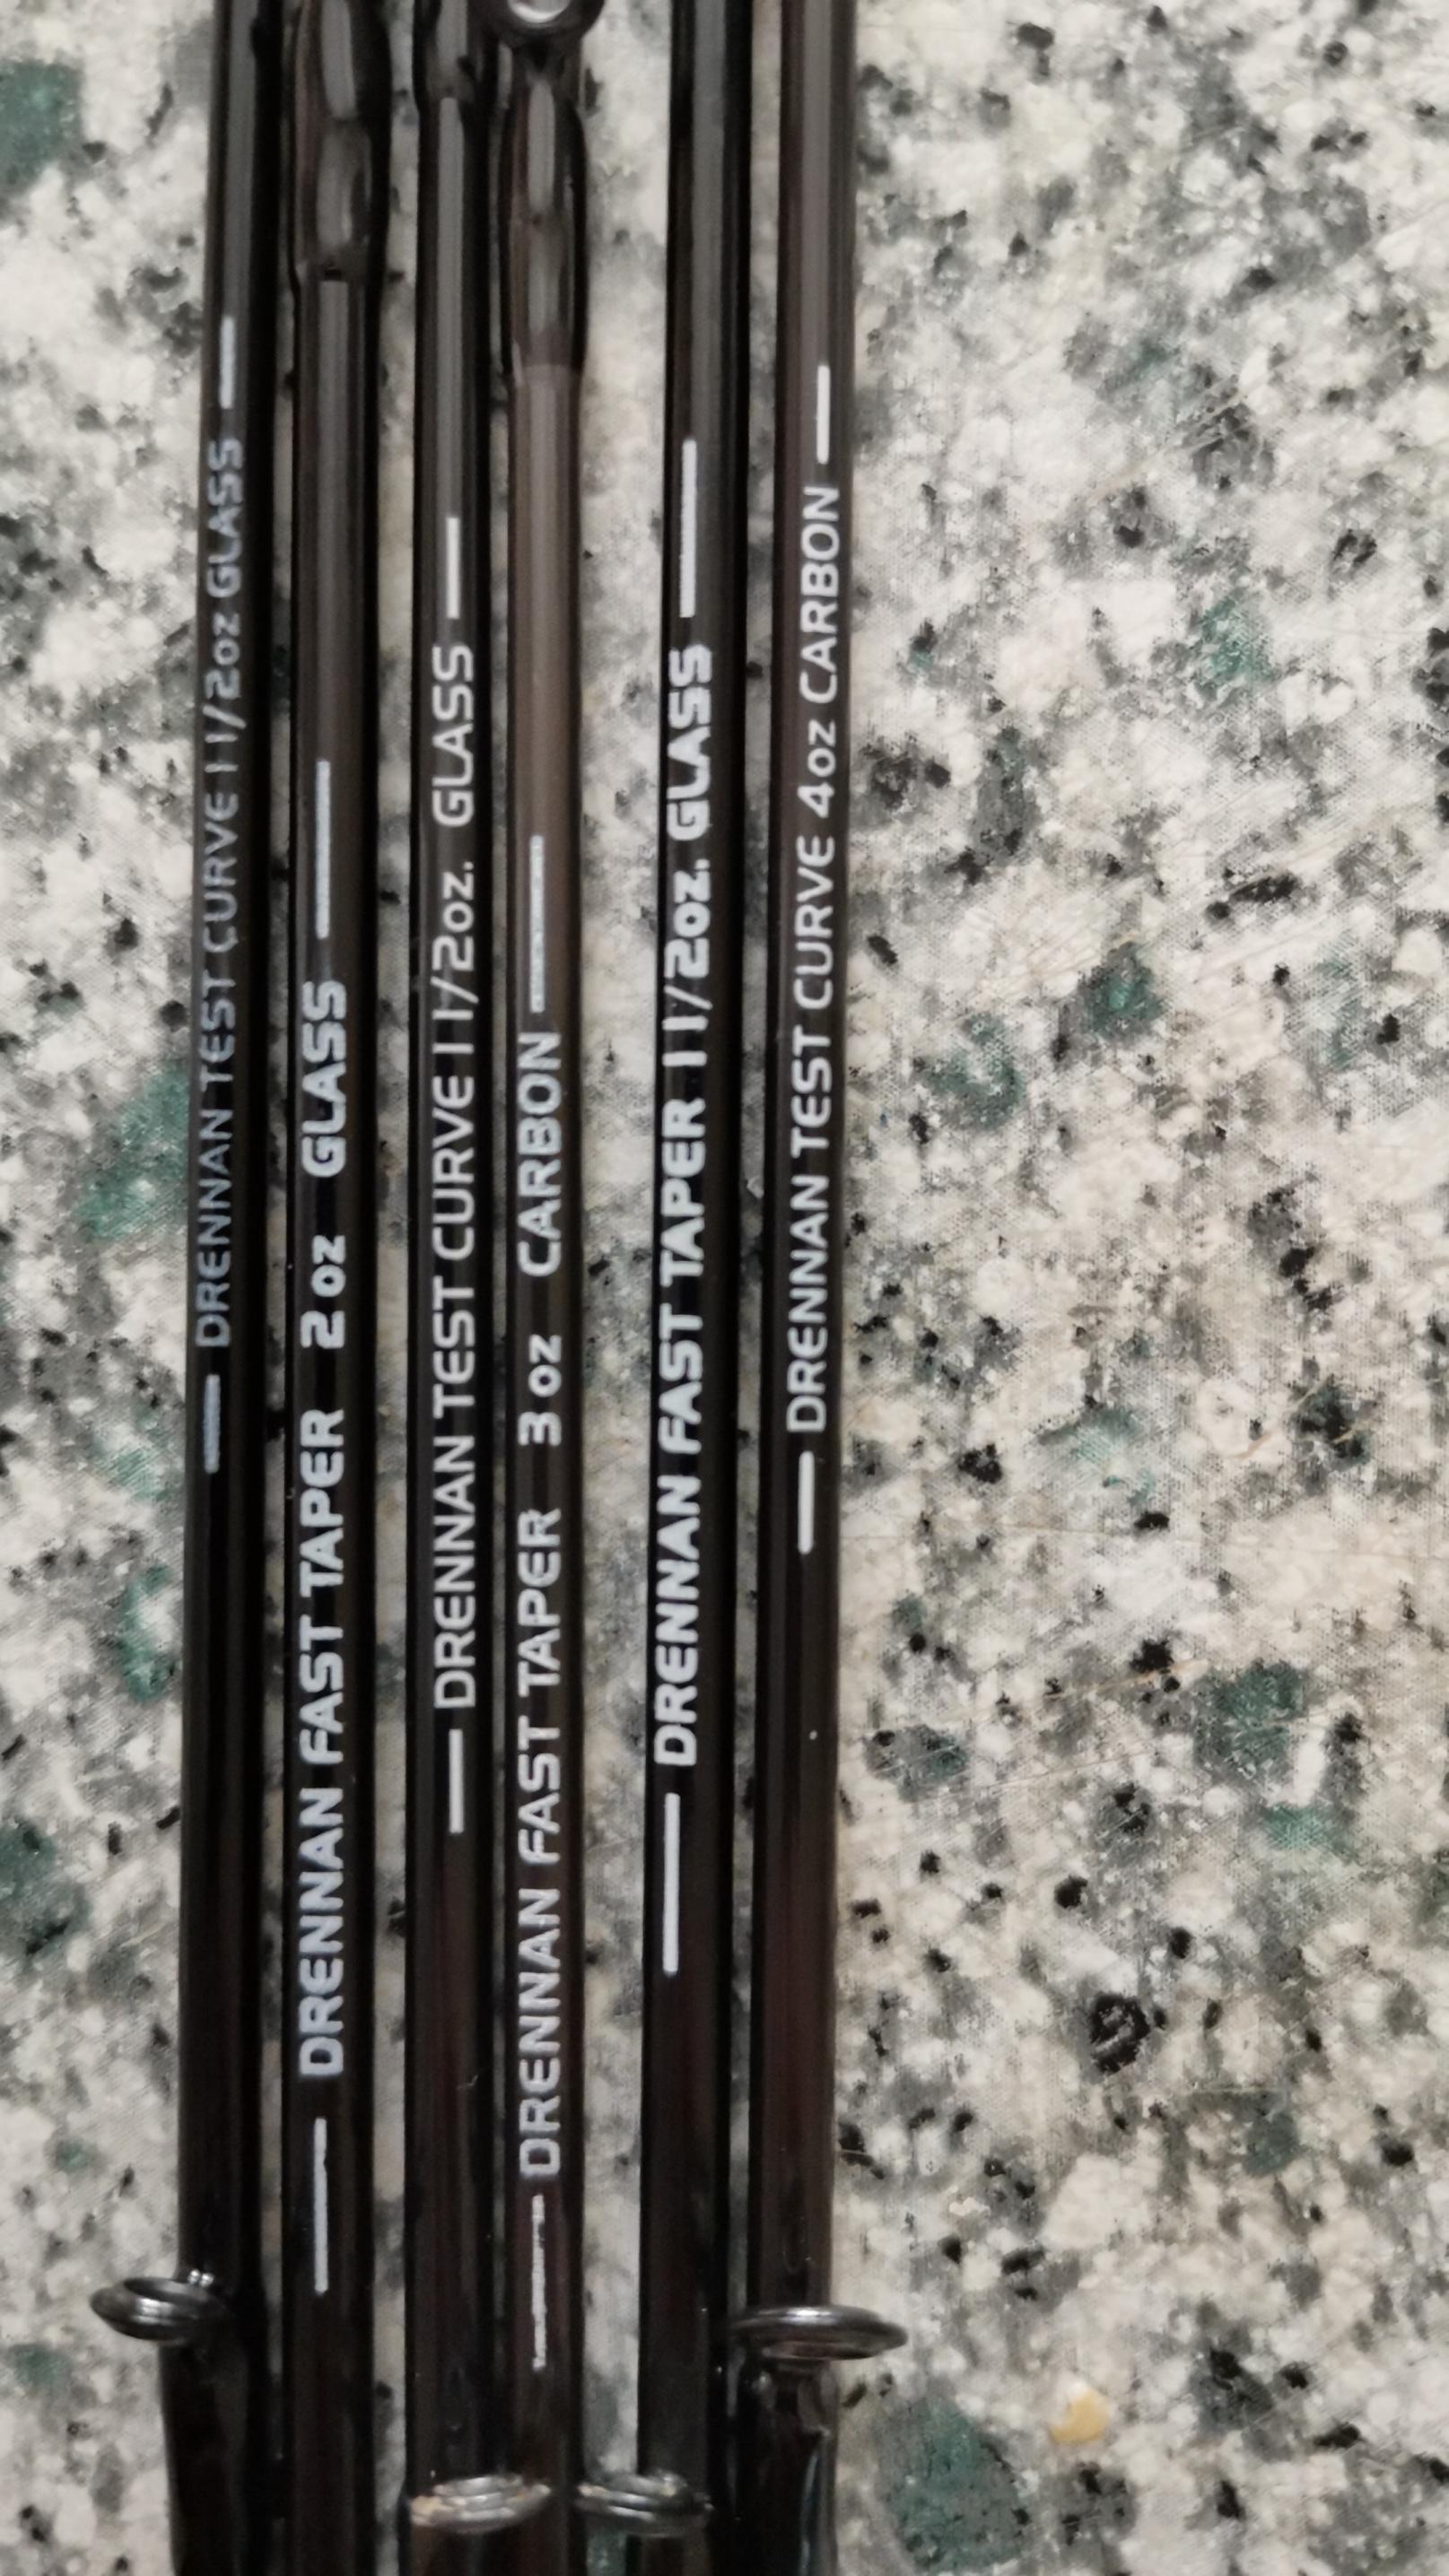 DRENNAN TEST CURVE 1 1/2oz GLASS
DRENNAN FAST TAPER 2 oz GLASS
DRENNAN TEST CURVE 1 1/2oz. GLASS
DRENNAN FAST TAPER 3 oz CARBON
DRENNAN FAST TAPER 1 1/2oz. GLASS
DRENNAN TEST CURVE 4oz CARBON